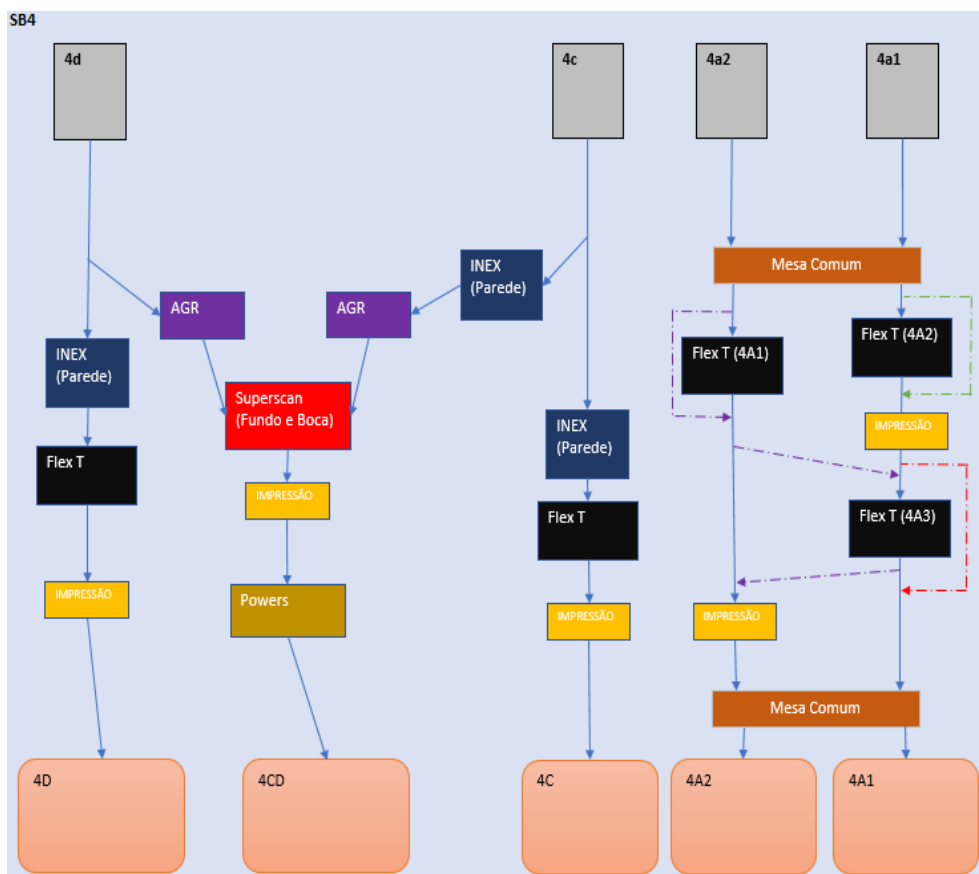 SB4
4d
4c
4a2
4a1
Mesa Comum
INEX
(Parede)
AGR
AGR
Flex T (4A1)
Flex T (4A2)
INEX
(Parede)
Superscan
(Fundo e Boca)
INEX
(Parede)
IMPRESSÃO
Flex T
IMPRESSÃO
Flex T
Flex T (4A3)
IMPRESSÃO
Powers
IMPRESSÃO
IMPRESSÃO
Mesa Comum
4D
4CD
4C
4A2
4A1